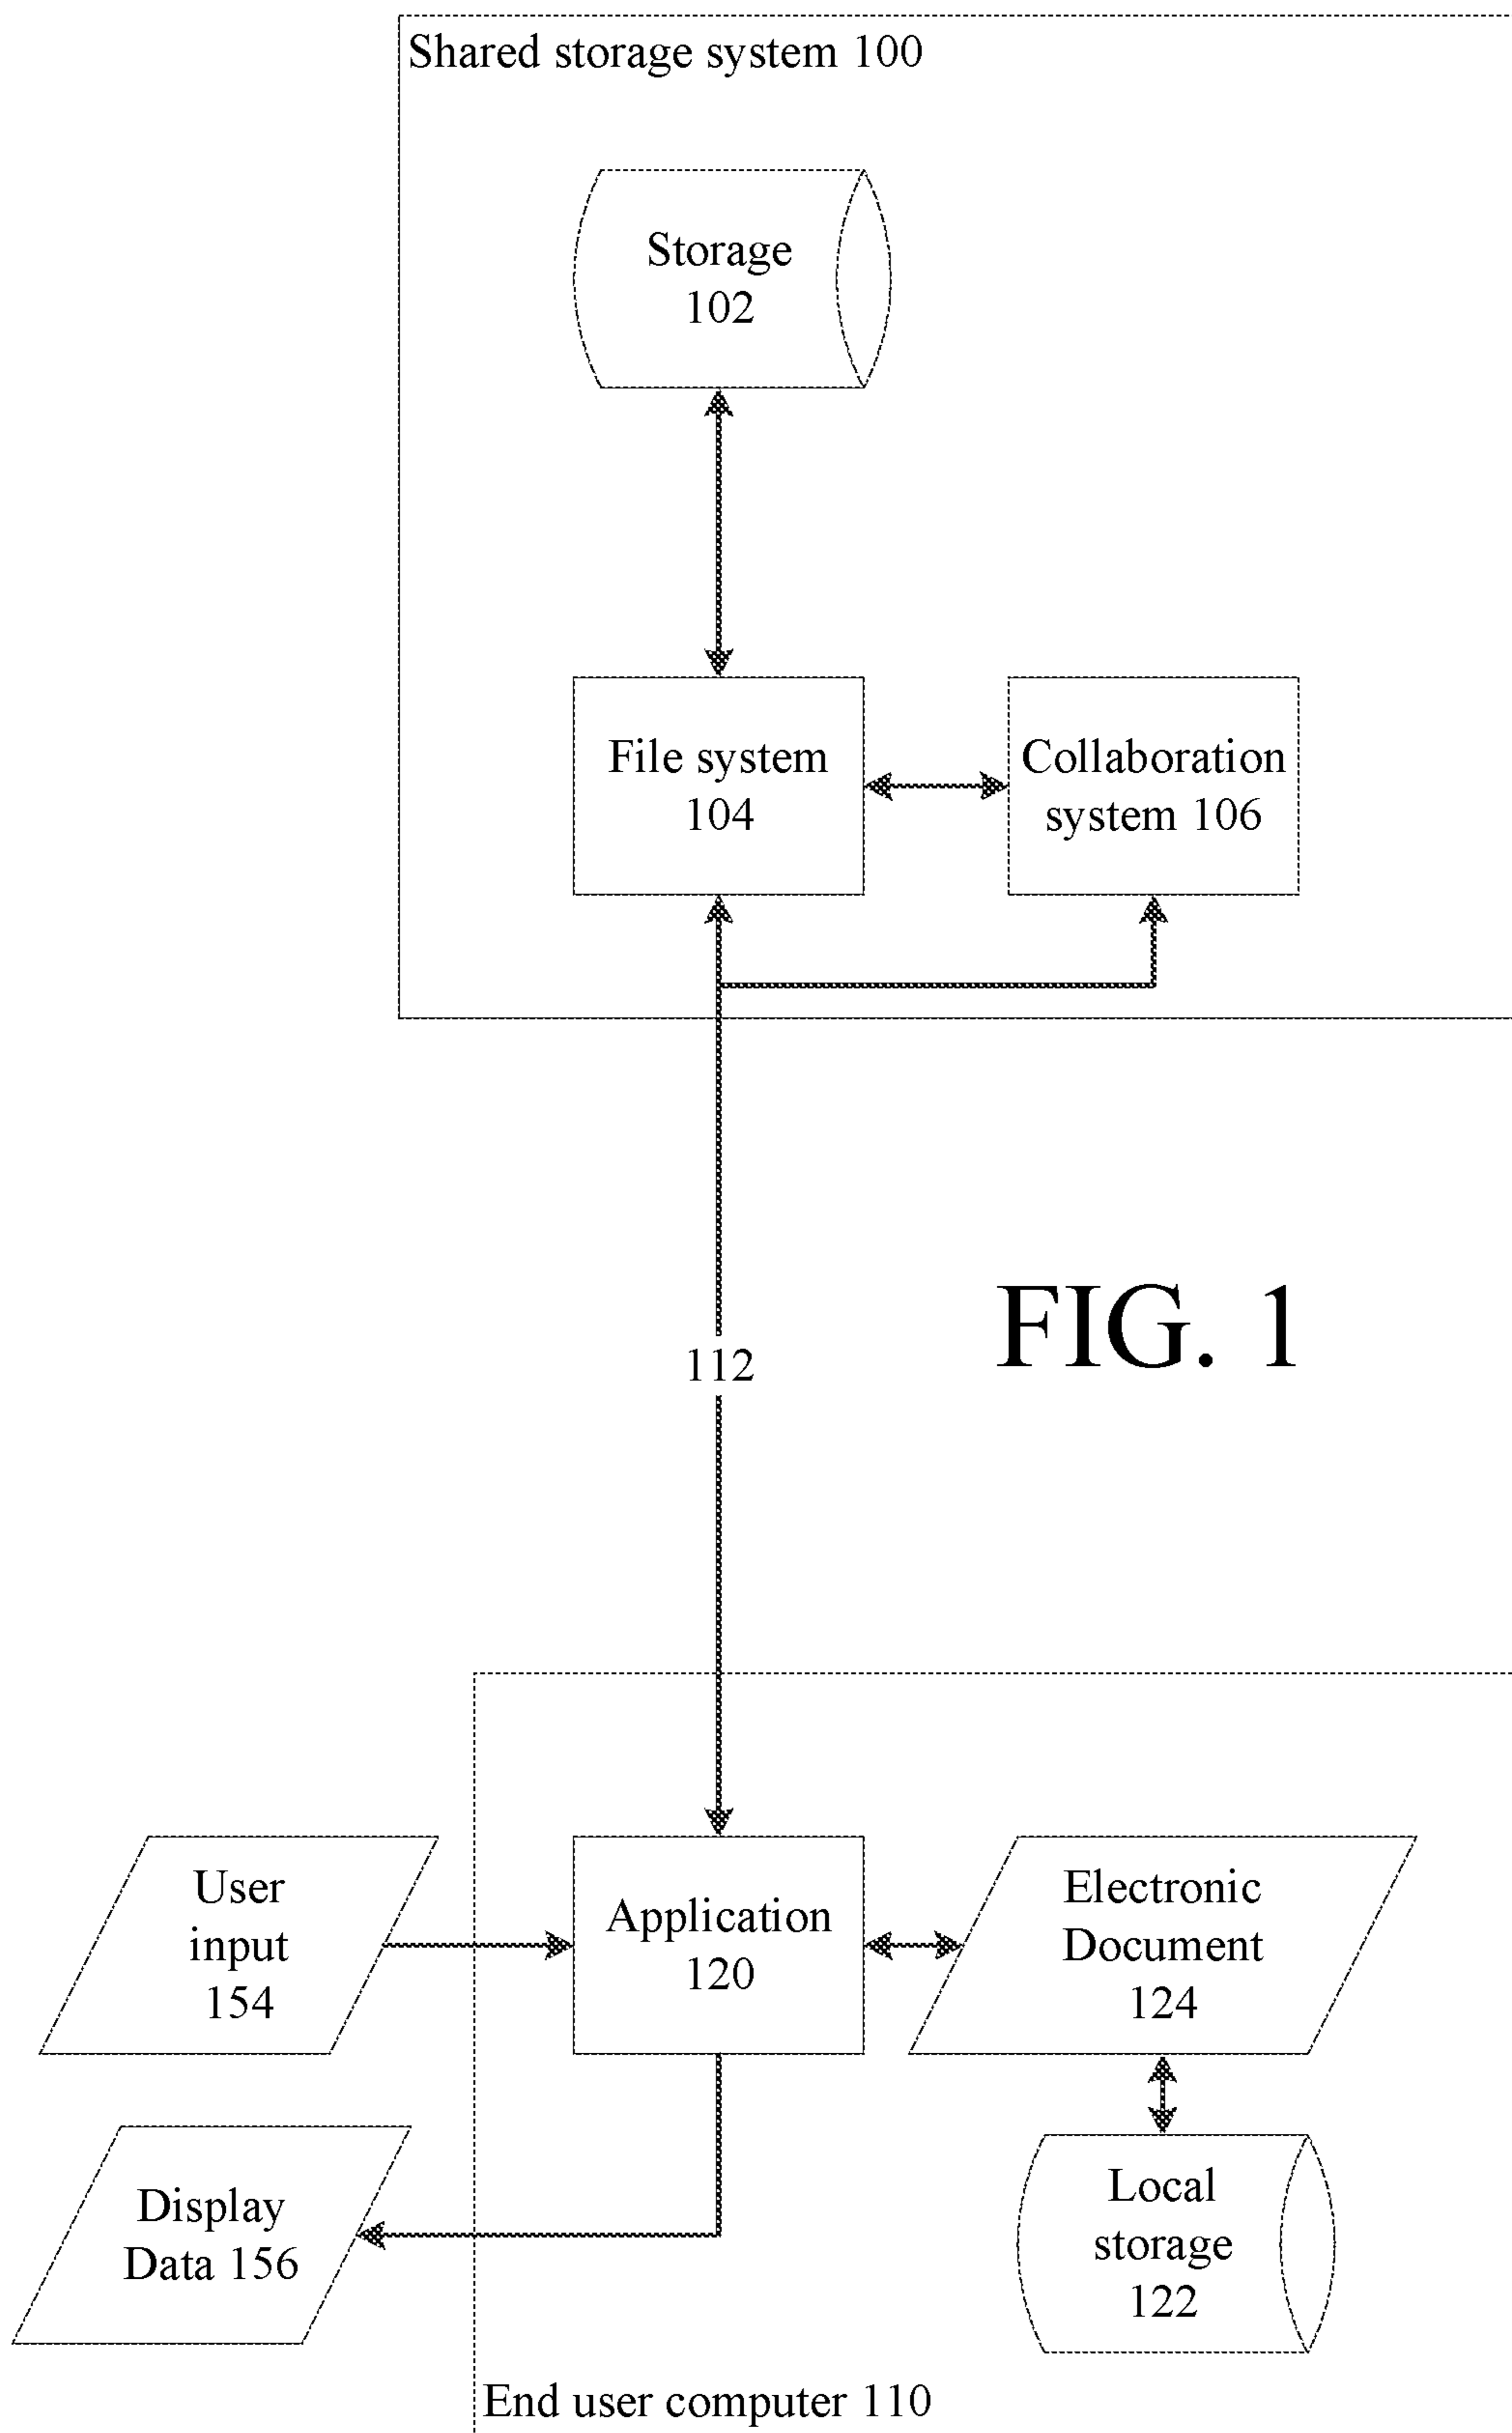 Shared storage system 100
Storage
102
File system
104
Collaboration
system 106
112
FIG. 1
User
input
154
Application
120
Electronic
Document
124
Display
Data 156
Local
storage
122
End user computer 110